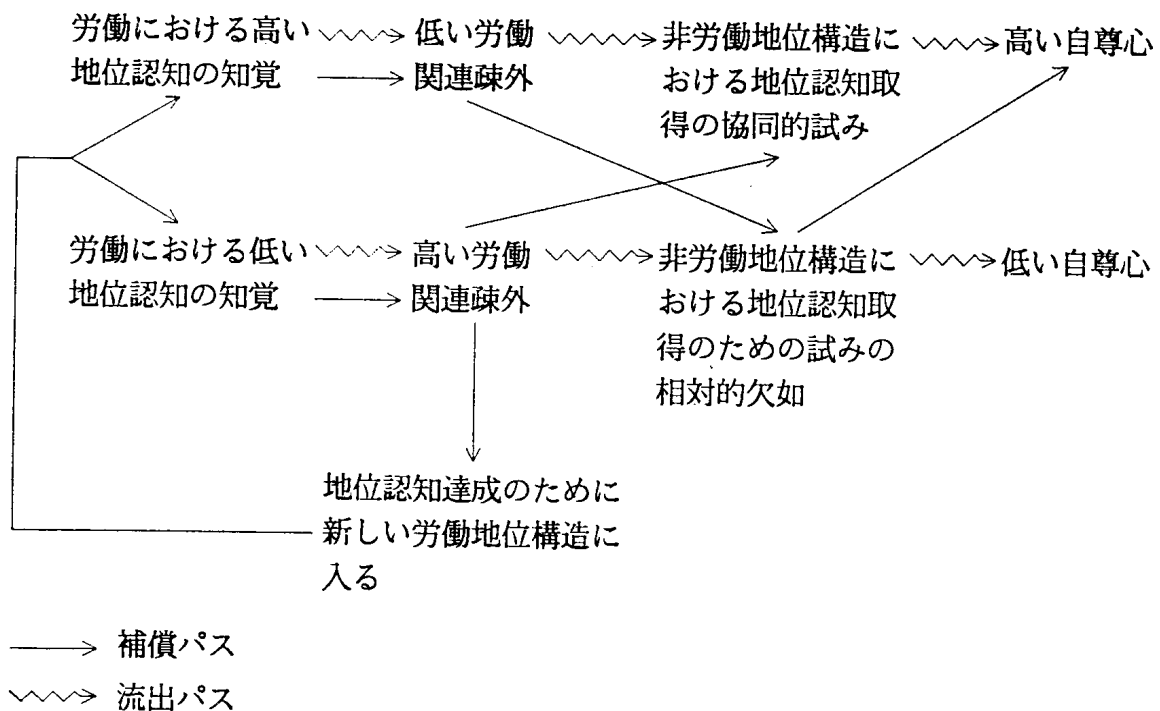 労働における高い
地位認知の知覚
低い労働
関連疎外
非労働地位構造に
おける地位認知取
得の協同的試み
高い自尊心
労働における低い
地位認知の知覚
高い労働
関連疎外
非労働地位構造に
おける地位認知取
得のための試みの
相対的欠如
低い自尊心
地位認知達成のために
新しい労働地位構造に
入る
補償パス
流出パス